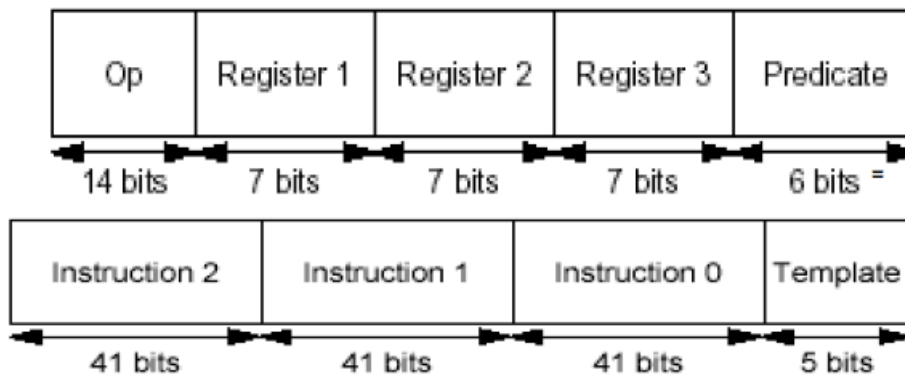 Op Register 1 Register 2 Register 3 Predicate
14 bits 7 bits 7 bits 7 bits 6 bits =
Instruction 2 Instruction 1 Instruction 0 Template
41 bits 41 bits 41 bits 5 bits